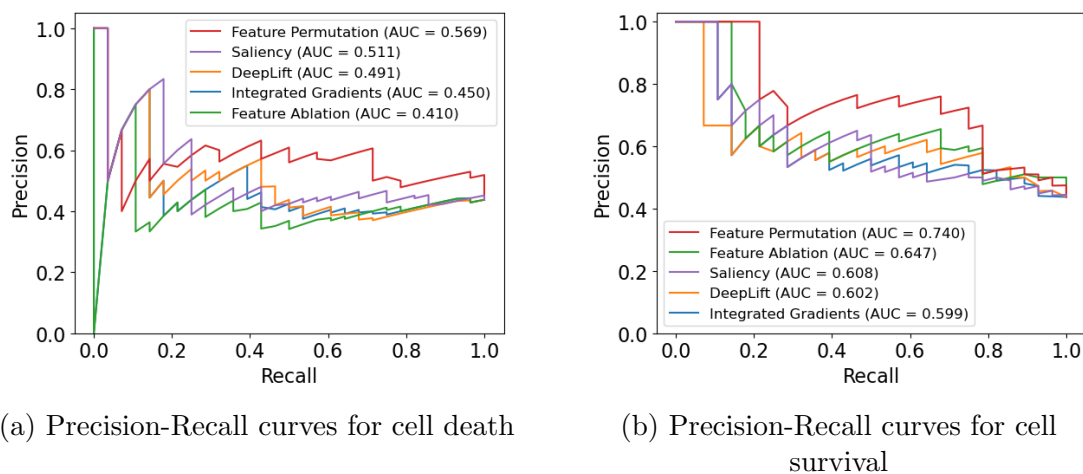 1.0
0.8
0.6
0.4
0.2
0.0
Precision
Feature Permutation (AUC = 0.569)
Saliency (AUC = 0.511)
DeepLift (AUC = 0.491)
Integrated Gradients (AUC = 0.450)
Feature Ablation (AUC = 0.410)
0.0 0.2 0.4 0.6 0.8 1.0
Recall
a) Precision-Recall curves for cell death
1.0
0.8
0.6
0.4
0.2
0.0
Precision
Feature Permutation (AUC = 0.740)
Feature Ablation (AUC = 0.647)
Saliency (AUC = 0.608)
DeepLift (AUC = 0.602)
Integrated Gradients (AUC = 0.599)
0.0 0.2 0.4 0.6 0.8 1.0
Recall
(b) Precision-Recall curves for cell
survival